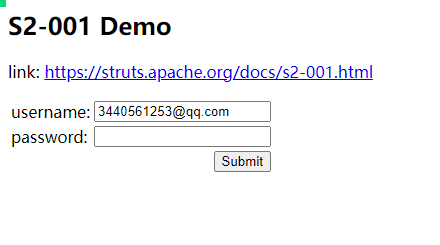 S2-001 Demo
link: https://struts.apache.org/docs/s2-001.html
username: 3440561253@qq.com
password:
Submit